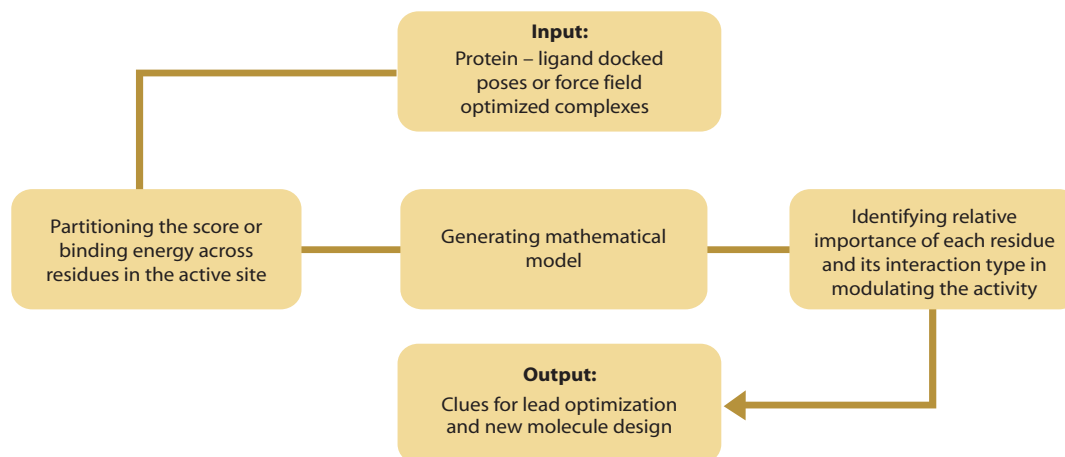 Input:
Protein – ligand docked
poses or force field
optimized complexes
Partitioning the score or
binding energy across
residues in the active site
Generating mathematical
model
Identifying relative
importance of each residue
and its interaction type in
modulating the activity
Output:
Clues for lead optimization
and new molecule design